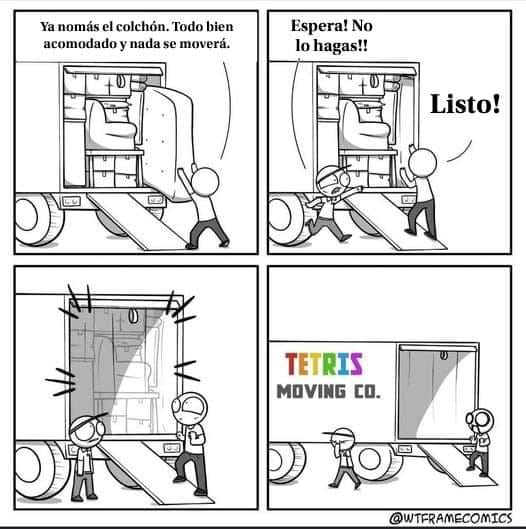 Ya nomás el colchón. Todo bien
acomodado y nada se moverá.
Espera! No
lo hagas!!
Listo!
TETRIS
MOVING CO.
@WTFRAMECOMICS